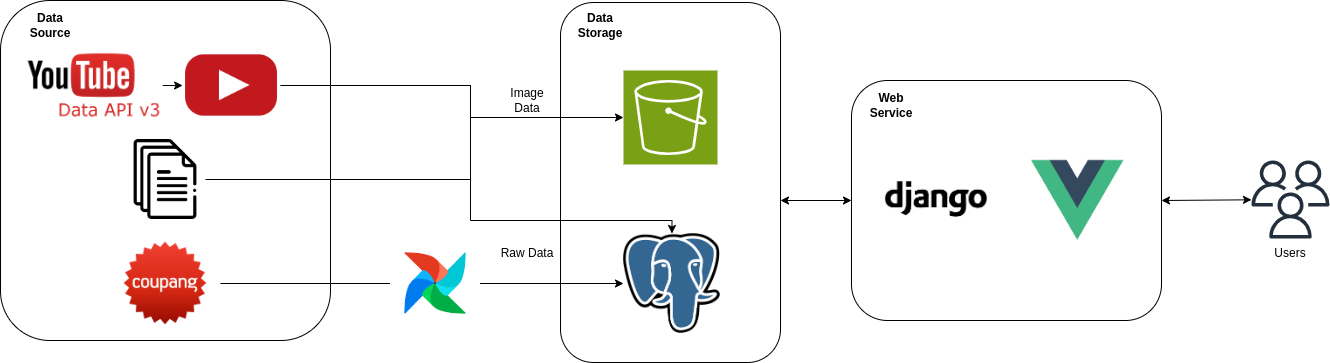 Data
Source
YouTube
Data API v3
coupang
Image
Data
Raw Data
Data
Storage
Web
Service
django
Users